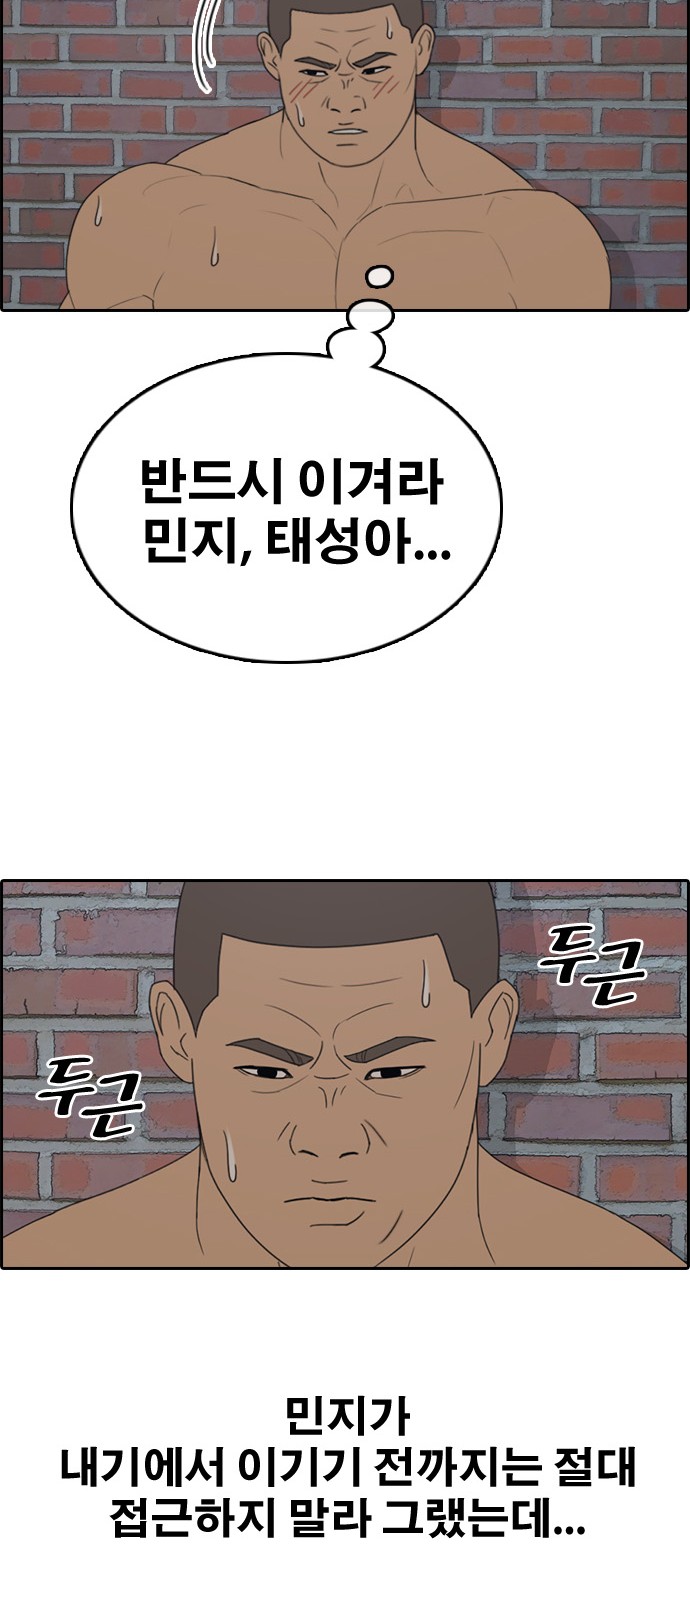 반드시 이겨라
민지, 태성아...
두근
두근
민지가
내기에서 이기기 전까지는 절대
접근하지 말라 그랬는데...